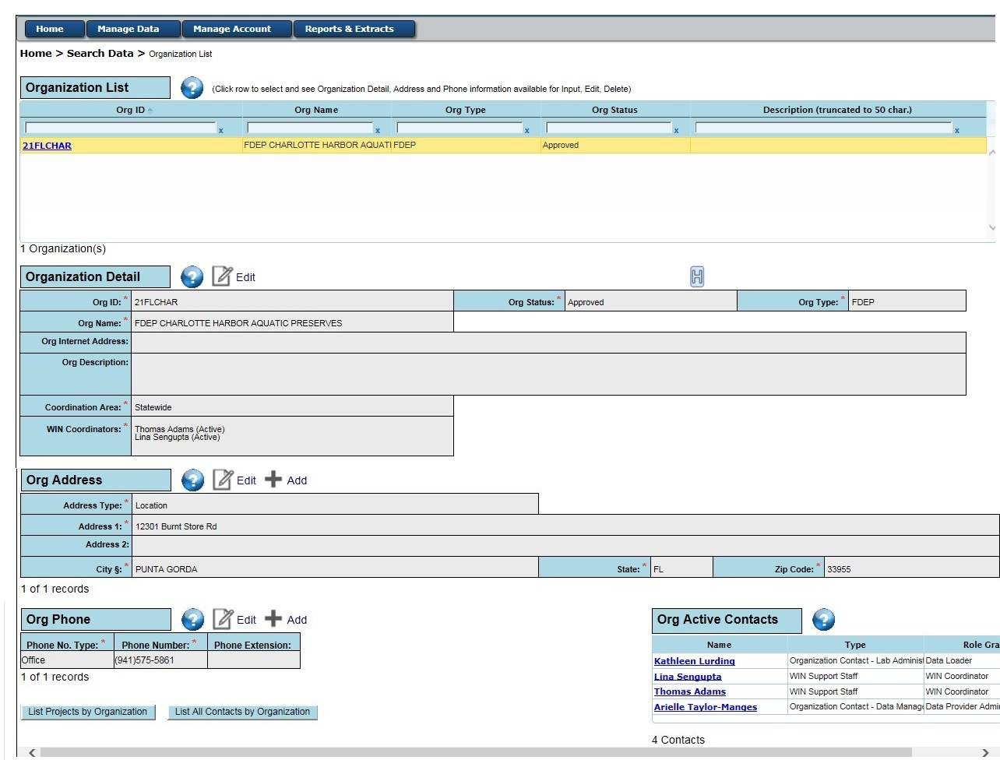 Home Manage Data Manage Account Reports & Extracts
Home > Search Data > Organization List
Organization List ? (Click row to select and see Organization Detail, Address and Phone information available for Input, Edit, Delete)
Org ID Org Name Org Type Org Status Description (truncated to 50 char.)
x x x x x
21FLCHAR FDEP CHARLOTTE HARBOR AQUATI FDEP Approved
1 Organization(s)
Organization Detail ? Edit H
Org ID: * 21FLCHAR Org Status: * Approved Org Type: * FDEP
Org Name: * FDEP CHARLOTTE HARBOR AQUATIC PRESERVES
Org Internet Address:
Org Description:
Coordination Area: * Statewide
WIN Coordinators: * Thomas Adams (Active)
Lina Sengupta (Active)
Org Address ? Edit Add
Address Type: * Location
Address 1: * 12301 Burnt Store Rd
Address 2:
City §: * PUNTA GORDA State: * FL Zip Code: * 33955
1 of 1 records
Org Phone ? Edit Add
Phone No. Type: * Phone Number: * Phone Extension:
Office (941)575-5861
1 of 1 records
List Projects by Organization List All Contacts by Organization
Org Active Contacts ?
Name Type Role Gra
Kathleen Lurding Organization Contact - Lab Administ Data Loader
Lina Sengupta WIN Support Staff WIN Coordinator
Thomas Adams WIN Support Staff WIN Coordinator
Arielle Taylor-Manges Organization Contact - Data Manag Data Provider Admi
4 Contacts